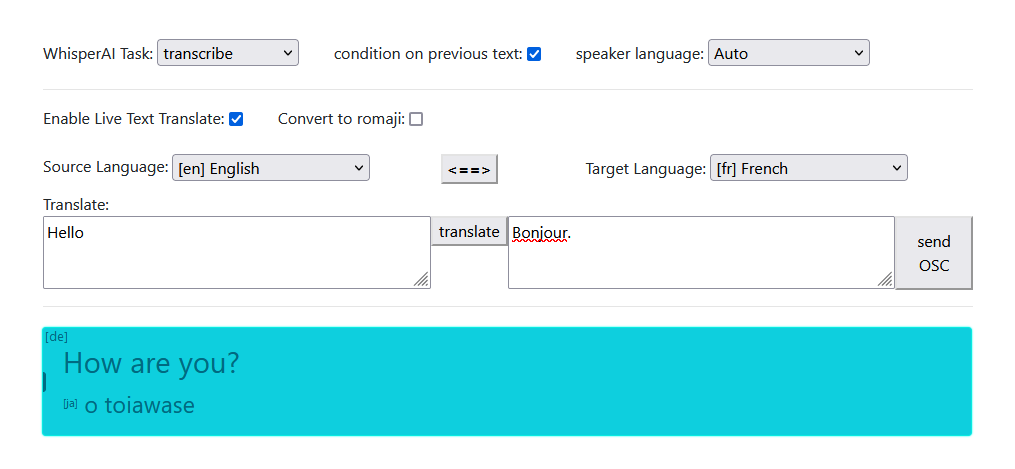 WhisperAI Task: transcribe condition on previous text: speaker language: Auto
Enable Live Text Translate: Convert to romaji:
Source Language: [en] English <==> Target Language: [fr] French
Translate:
Hello translate Bonjour. send OSC
[de]
How are you?
[ja] o toiawase